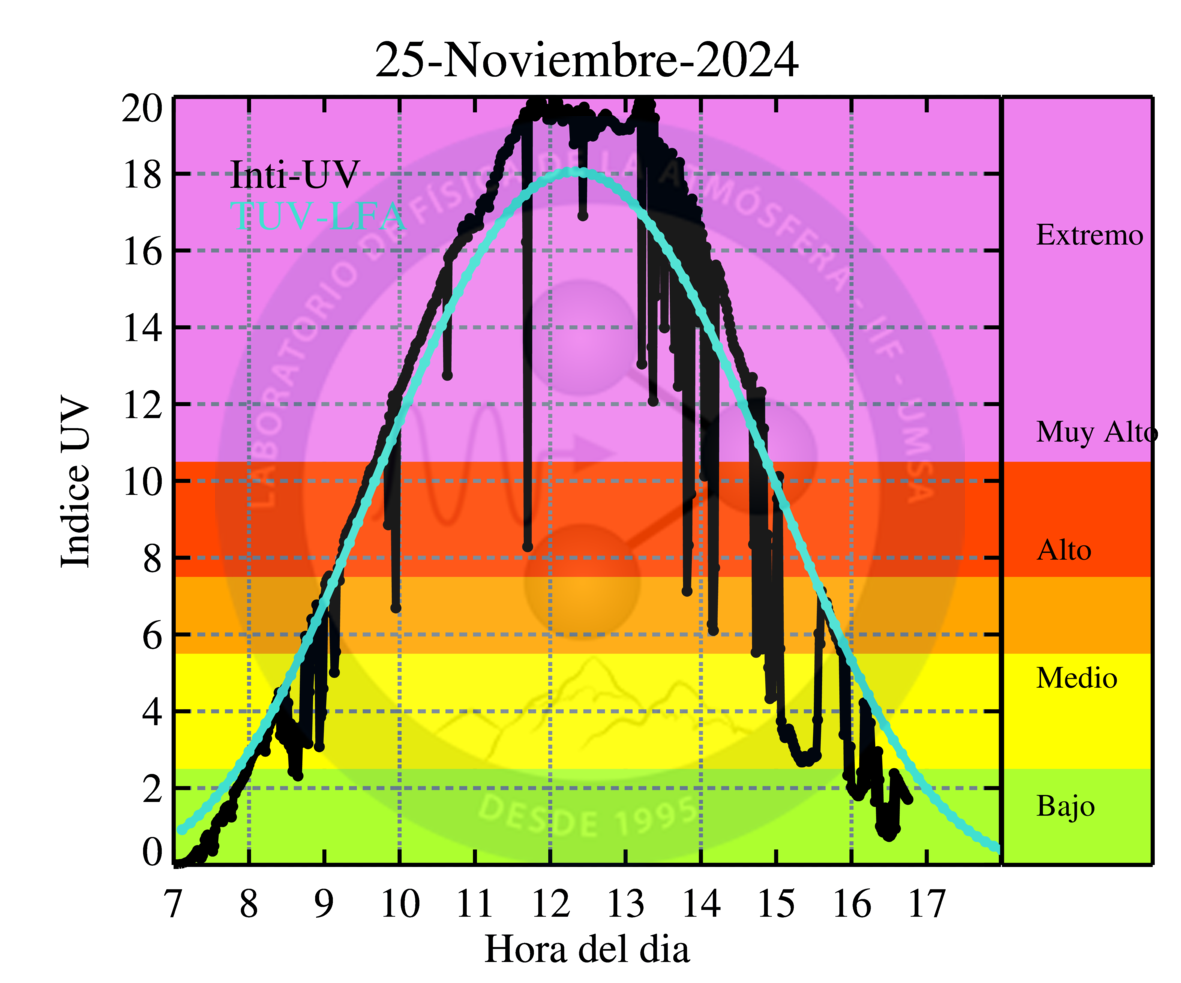 25-Noviembre-2024
Indice UV
20
18
16
14
12
10
8
6
4
2
0
Inti-UV
TUV-LFA
LABORATORIO DE FÍSICA DE LA ATMÓSFERA - IIF - UMSA
DESDE 1995
Extremo
Muy Alto
Alto
Medio
Bajo
7 8 9 10 11 12 13 14 15 16 17
Hora del dia